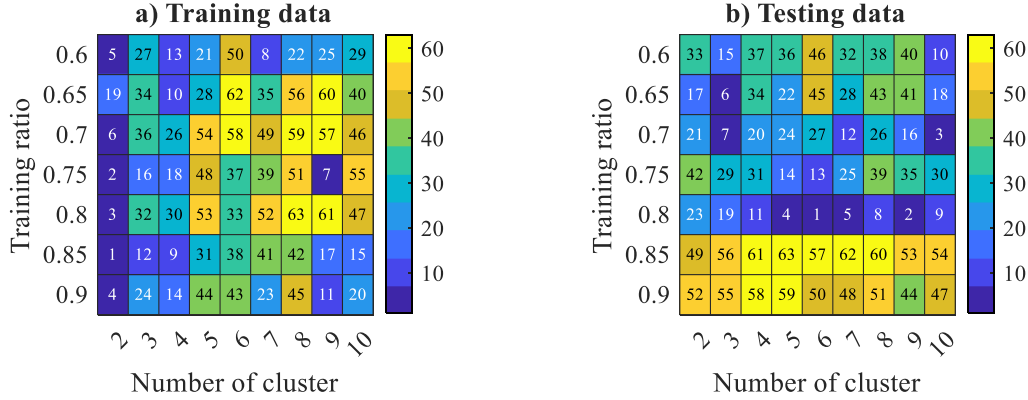 a) Training data
Training ratio
0.6 5 27 13 21 50 8 22 25 29
0.65 19 34 10 28 62 35 56 60 40
0.7 6 36 26 54 58 49 59 57 46
0.75 2 16 18 48 37 39 51 7 55
0.8 3 32 30 53 33 52 63 61 47
0.85 1 12 9 31 38 41 42 17 15
0.9 4 24 14 44 43 23 45 11 20
2 3 4 5 6 7 8 9 10
Number of cluster
60
50
40
30
20
10
b) Testing data
Training ratio
0.6 33 15 37 36 46 32 38 40 10
0.65 17 6 34 22 45 28 43 41 18
0.7 21 7 20 24 27 12 26 16 3
0.75 42 29 31 14 13 25 39 35 30
0.8 23 19 11 4 1 5 8 2 9
0.85 49 56 61 63 57 62 60 53 54
0.9 52 55 58 59 50 48 51 44 47
2 3 4 5 6 7 8 9 10
Number of cluster
60
50
40
30
20
10